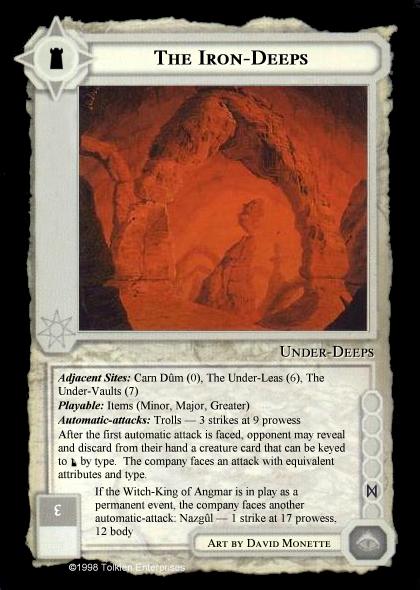 The Iron-Deeps
Under-Deeps
Adjacent Sites: Carn Dûm (0), The Under-Leas (6), The
Under-Vaults (7)
Playable: Items (Minor, Major, Greater)
Automatic-attacks: Trolls — 3 strikes at 9 prowess
After the first automatic attack is faced, opponent may reveal
and discard from their hand a creature card that can be keyed
to by type. The company faces an attack with equivalent
attributes and type.
If the Witch-King of Angmar is in play as a
permanent event, the company faces another
automatic-attack: Nazgûl — 1 strike at 17 prowess,
12 body
Art by David Monette
©1998 Tolkien Enterprises